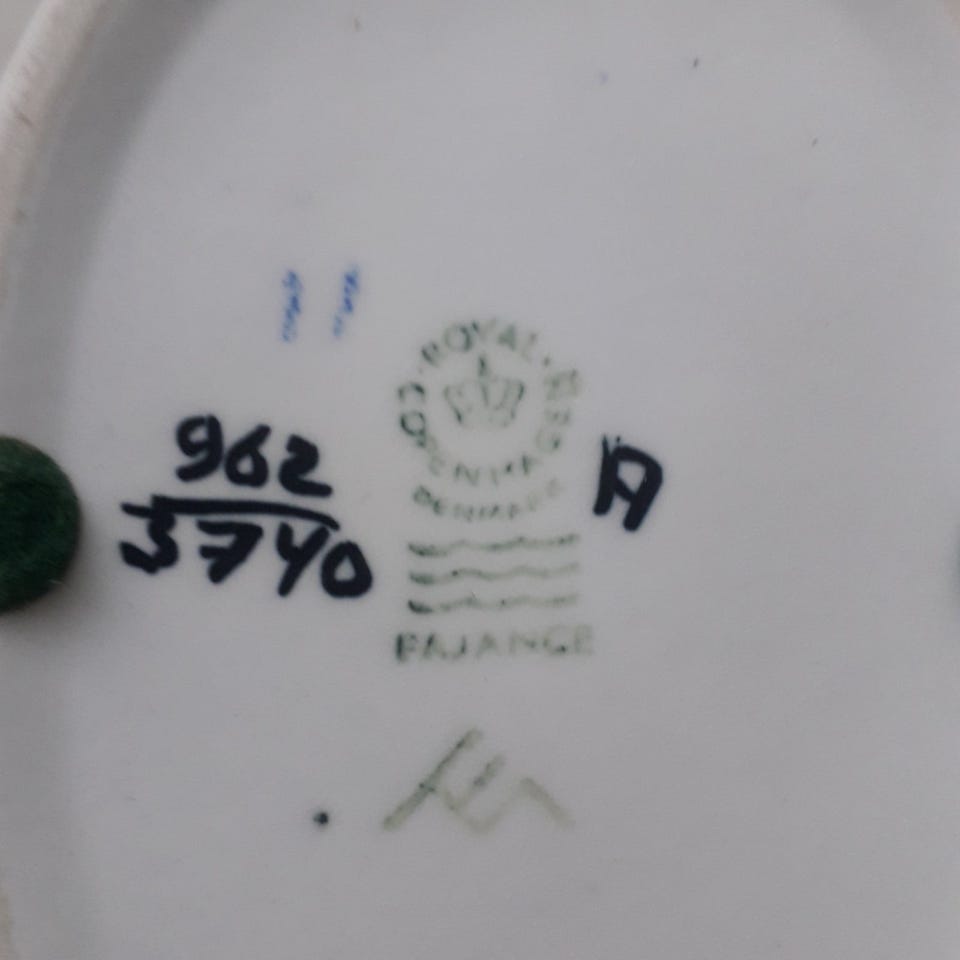 ROYAL COPENHAGEN
DENMARK
962
3740
A
FAJANCE